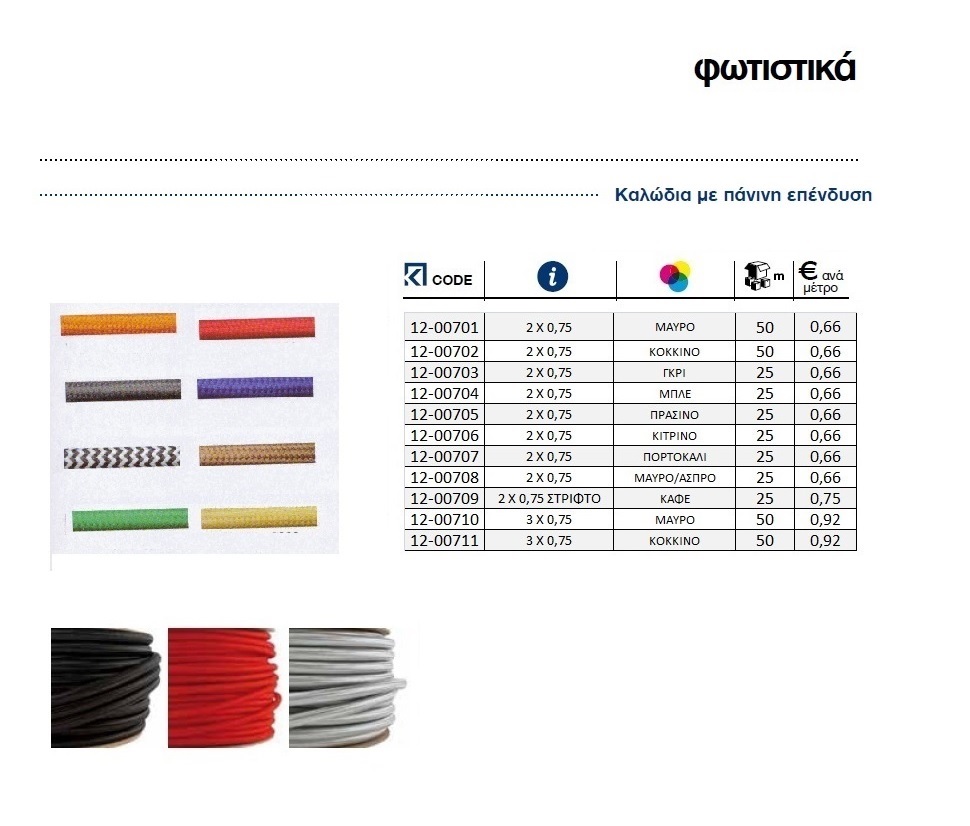 φωτιστικά
Καλώδια με πάνινη επένδυση
CODE m € ανά
μέτρο
12-00701 2 X 0,75 ΜΑΥΡΟ 50 0,66
12-00702 2 X 0,75 ΚΟΚΚΙΝΟ 50 0,66
12-00703 2 X 0,75 ΓΚΡΙ 25 0,66
12-00704 2 X 0,75 ΜΠΛΕ 25 0,66
12-00705 2 X 0,75 ΠΡΑΣΙΝΟ 25 0,66
12-00706 2 X 0,75 ΚΙΤΡΙΝΟ 25 0,66
12-00707 2 X 0,75 ΠΟΡΤΟΚΑΛΙ 25 0,66
12-00708 2 X 0,75 ΜΑΥΡΟ/ΑΣΠΡΟ 25 0,66
12-00709 2 X 0,75 ΣΤΡΙΦΤΟ ΚΑΦΕ 25 0,75
12-00710 3 X 0,75 ΜΑΥΡΟ 50 0,92
12-00711 3 X 0,75 ΚΟΚΚΙΝΟ 50 0,92